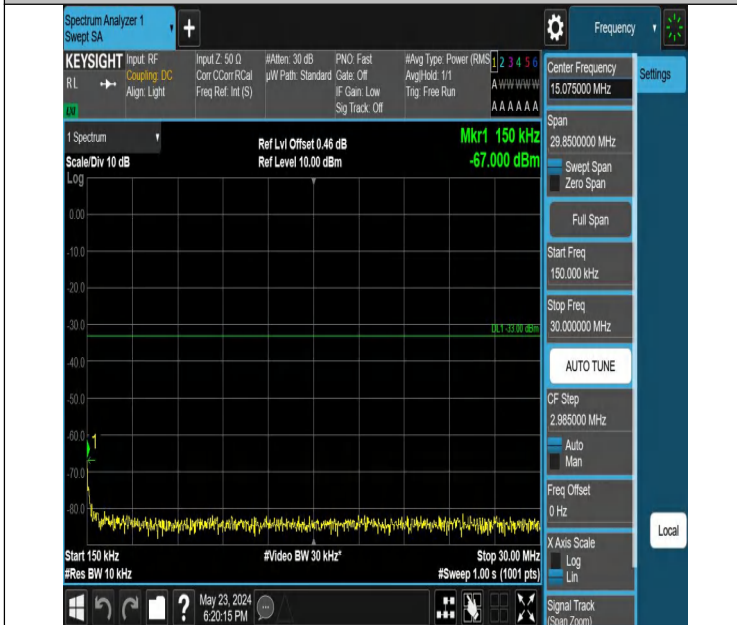 Spectrum Analyzer 1
Swept SA
+
Frequency
KEYSIGHT
RL
LXI
Input: RF
Coupling: DC
Align: Light
Input Z: 50 Ω
Corr CCorr RCal
Freq Ref: Int (S)
#Atten: 30 dB
µW Path: Standard
PNO: Fast
Gate: Off
IF Gain: Low
Sig Track: Off
#Avg Type: Power (RMS
Avg|Hold: 1/1
Trig: Free Run
1 2 3 4 5 6
A W W W W W
A A A A A A
1 Spectrum
Scale/Div 10 dB
Log
Ref Lvl Offset 0.46 dB
Ref Level 10.00 dBm
Mkr1 150 kHz
-67.000 dBm
0.00
-10.0
-20.0
-30.0
-40.0
-50.0
-60.0
-70.0
-80.0
DL1 -33.00 dBm
1
Start 150 kHz
#Res BW 10 kHz
#Video BW 30 kHz*
Stop 30.00 MHz
#Sweep 1.00 s (1001 pts)
?
May 23, 2024
6:20:15 PM
Center Frequency
15.075000 MHz
Span
29.8500000 MHz
Swept Span
Zero Span
Full Span
Start Freq
150.000 kHz
Stop Freq
30.000000 MHz
AUTO TUNE
CF Step
2.985000 MHz
Auto
Man
Freq Offset
0 Hz
X Axis Scale
Log
Lin
Signal Track
(Span Zoom)
Settings
Local